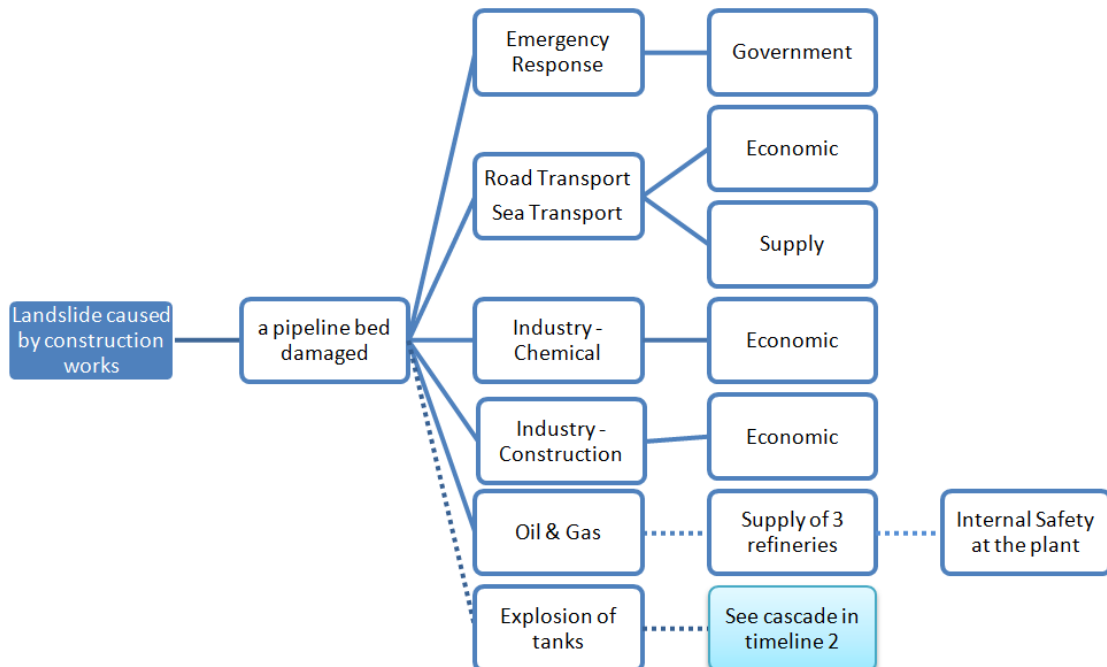 Emergency
Response
Government
Economic
Road Transport
Sea Transport
Supply
Landslide caused
by construction
works
a pipeline bed
damaged
Industry -
Chemical
Economic
Industry -
Construction
Economic
Oil & Gas
Supply of 3
refineries
Internal Safety
at the plant
Explosion of
tanks
See cascade in
timeline 2